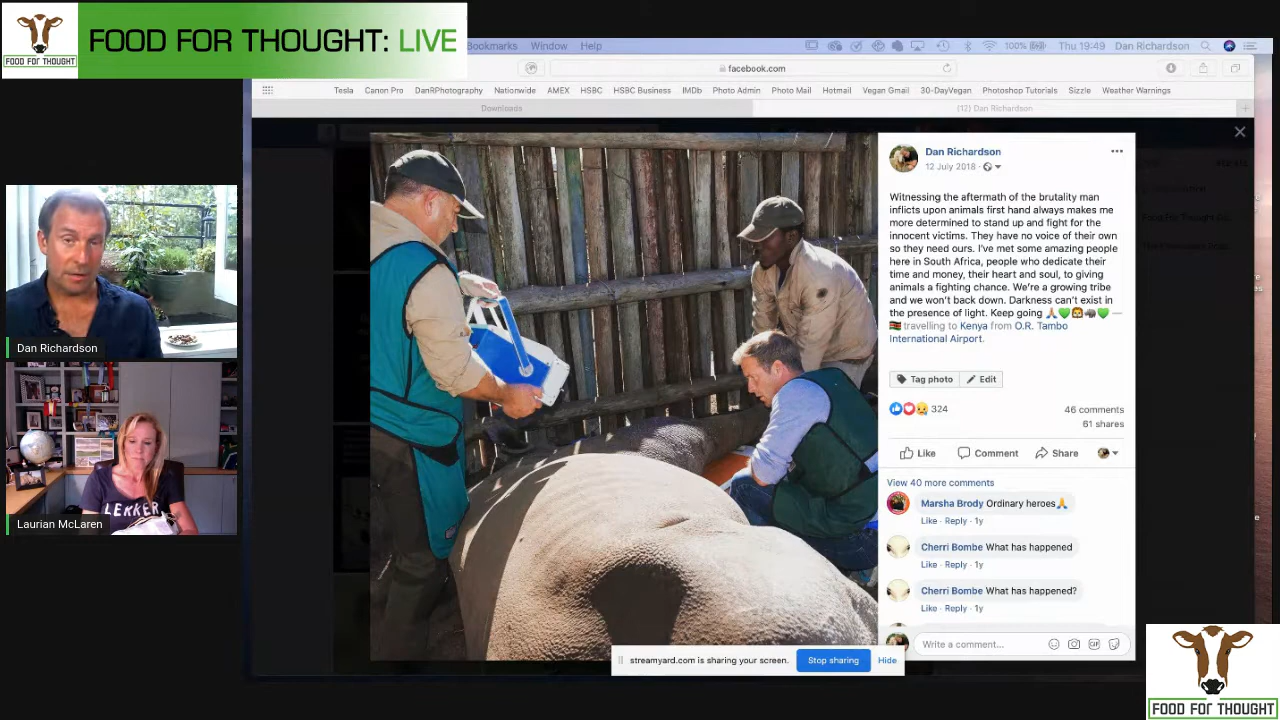 FOOD FOR THOUGHT
FOOD FOR THOUGHT: LIVE
Bookmarks Window Help
100% Thu 19:49 Dan Richardson
facebook.com
Tesla Canon Pro DanRPhotography Nationwide AMEX HSBC HSBC Business IMDb Photo Admin Photo Mail Hotmail Vegan Gmail 30-DayVegan Photoshop Tutorials Sizzle Weather Warnings
Downloads
(12) Dan Richardson
Dan Richardson
12 July 2018
Witnessing the aftermath of the brutality man
inflicts upon animals first hand always makes me
more determined to stand up and fight for the
innocent victims. They have no voice of their own
so they need ours. I've met some amazing people
here in South Africa, people who dedicate their
time and money, their heart and soul, to giving
animals a fighting chance. We're a growing tribe
and we won't back down. Darkness can't exist in
the presence of light. Keep going 🙏💚🦁🦏💚 —
🇰🇪 travelling to Kenya from O.R. Tambo
International Airport.
Tag photo Edit
324
46 comments
61 shares
Like Comment Share
View 40 more comments
Marsha Brody Ordinary heroes🙏
Like · Reply · 1y
Cherri Bombe What has happened
Like · Reply · 1y
Cherri Bombe What has happened?
Like · Reply · 1y
Write a comment...
GIF
streamyard.com is sharing your screen. Stop sharing Hide
Dan Richardson
LEKKER
Laurian McLaren
FOOD FOR THOUGHT